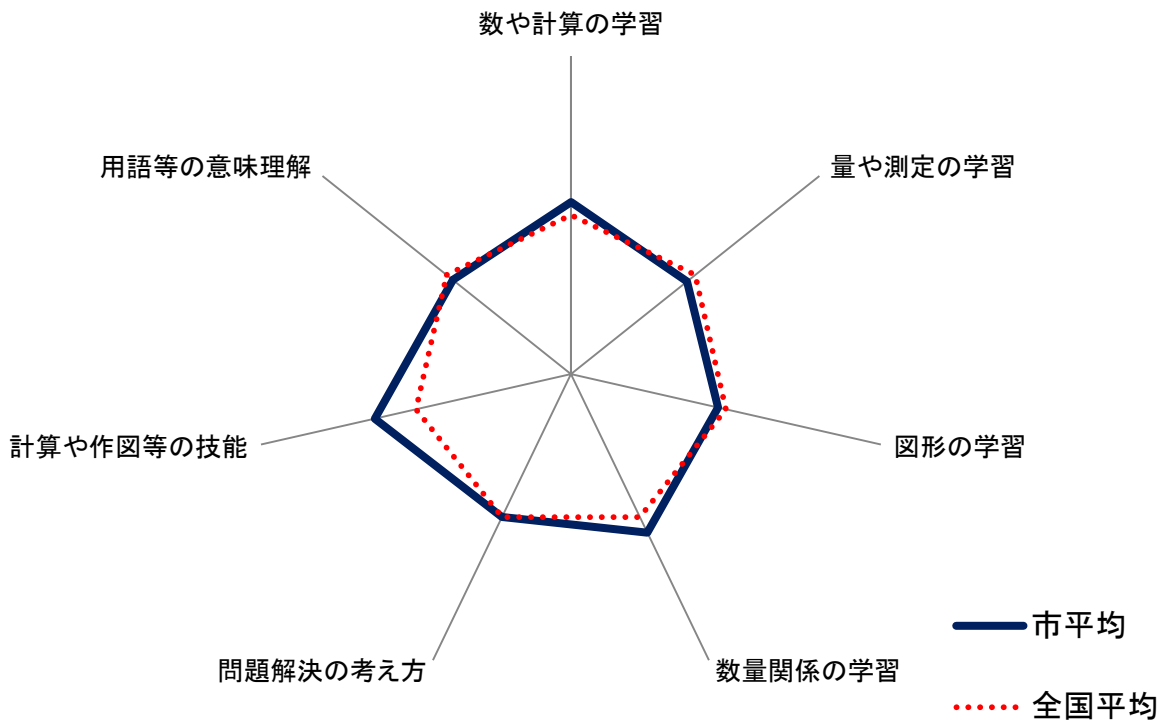 数や計算の学習
用語等の意味理解
量や測定の学習
計算や作図等の技能
図形の学習
問題解決の考え方
数量関係の学習
市平均
全国平均